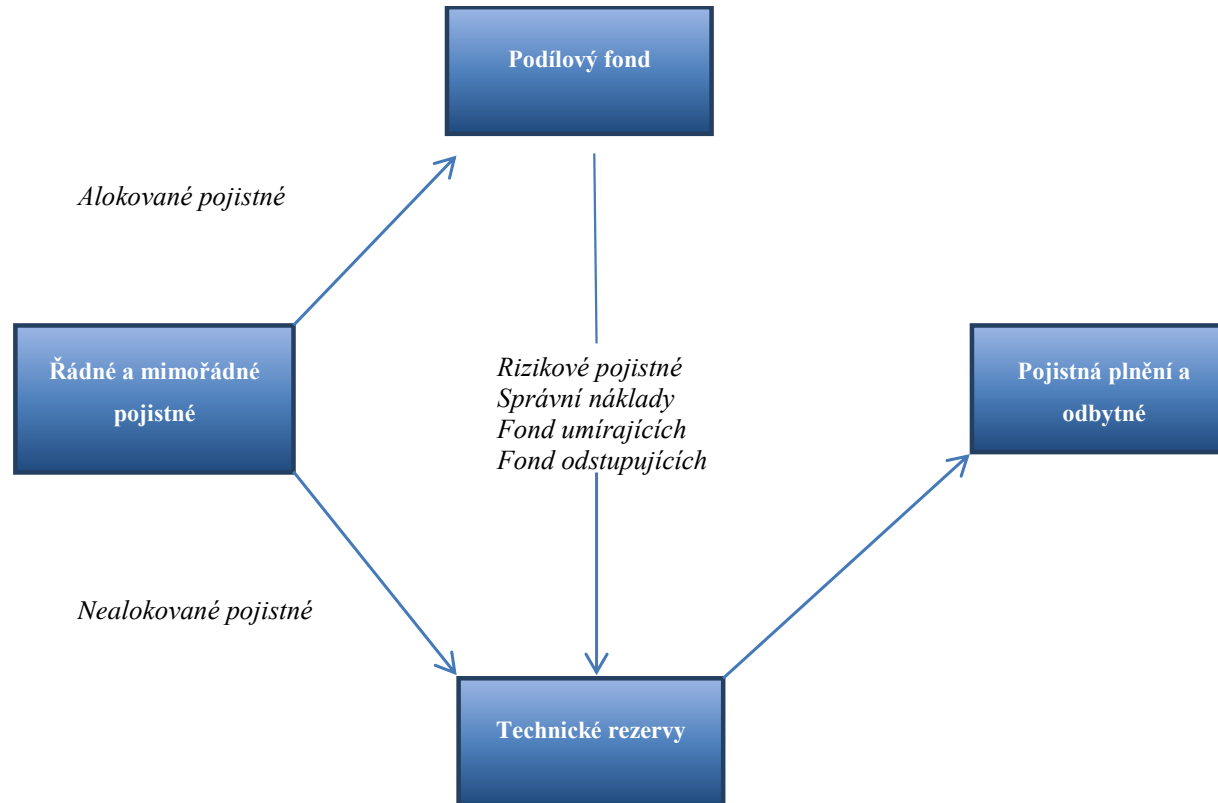 Podílový fond
Alokované pojistné
Řádné a mimořádné
pojistné
Rizikové pojistné
Správní náklady
Fond umírajících
Fond odstupujících
Pojistná plnění a
odbytné
Nealokované pojistné
Technické rezervy